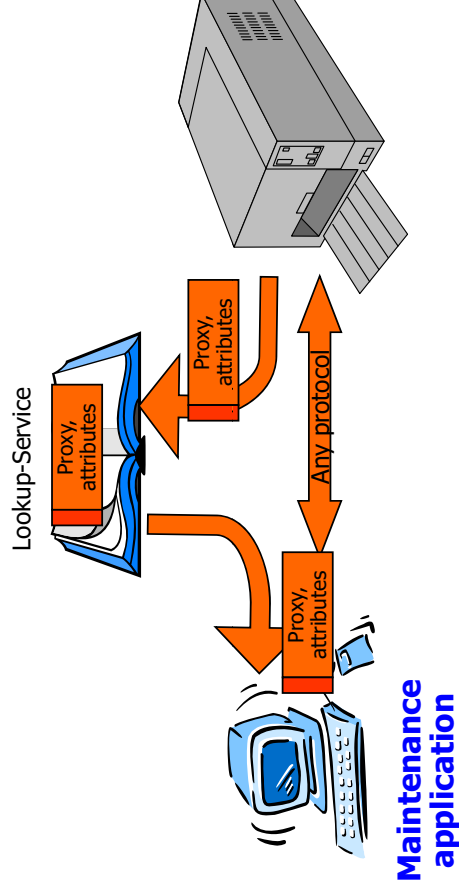 Lookup-Service
Proxy,
attributes
Proxy,
attributes
Any protocol
Proxy,
attributes
Maintenance
application